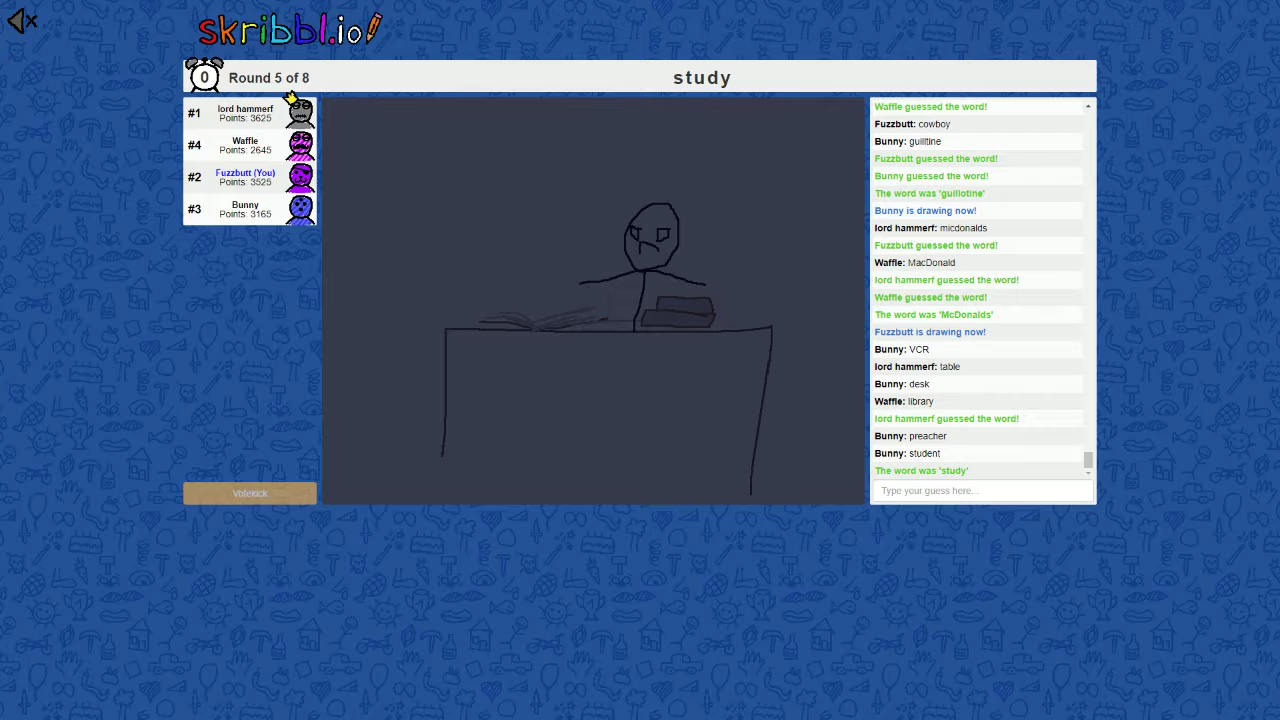 skribbl.io
0
Round 5 of 8
study
#1
lord hammerf
Points: 3625
#4
Waffle
Points: 2645
#2
Fuzzbutt (You)
Points: 3525
#3
Bunny
Points: 3165
Votekick
Waffle guessed the word!
Fuzzbutt: cowboy
Bunny: guilltine
Fuzzbutt guessed the word!
Bunny guessed the word!
The word was 'guillotine'
Bunny is drawing now!
lord hammerf: micdonalds
Fuzzbutt guessed the word!
Waffle: MacDonald
lord hammerf guessed the word!
Waffle guessed the word!
The word was 'McDonalds'
Fuzzbutt is drawing now!
Bunny: VCR
lord hammerf: table
Bunny: desk
Waffle: library
lord hammerf guessed the word!
Bunny: preacher
Bunny: student
The word was 'study'
Type your guess here...